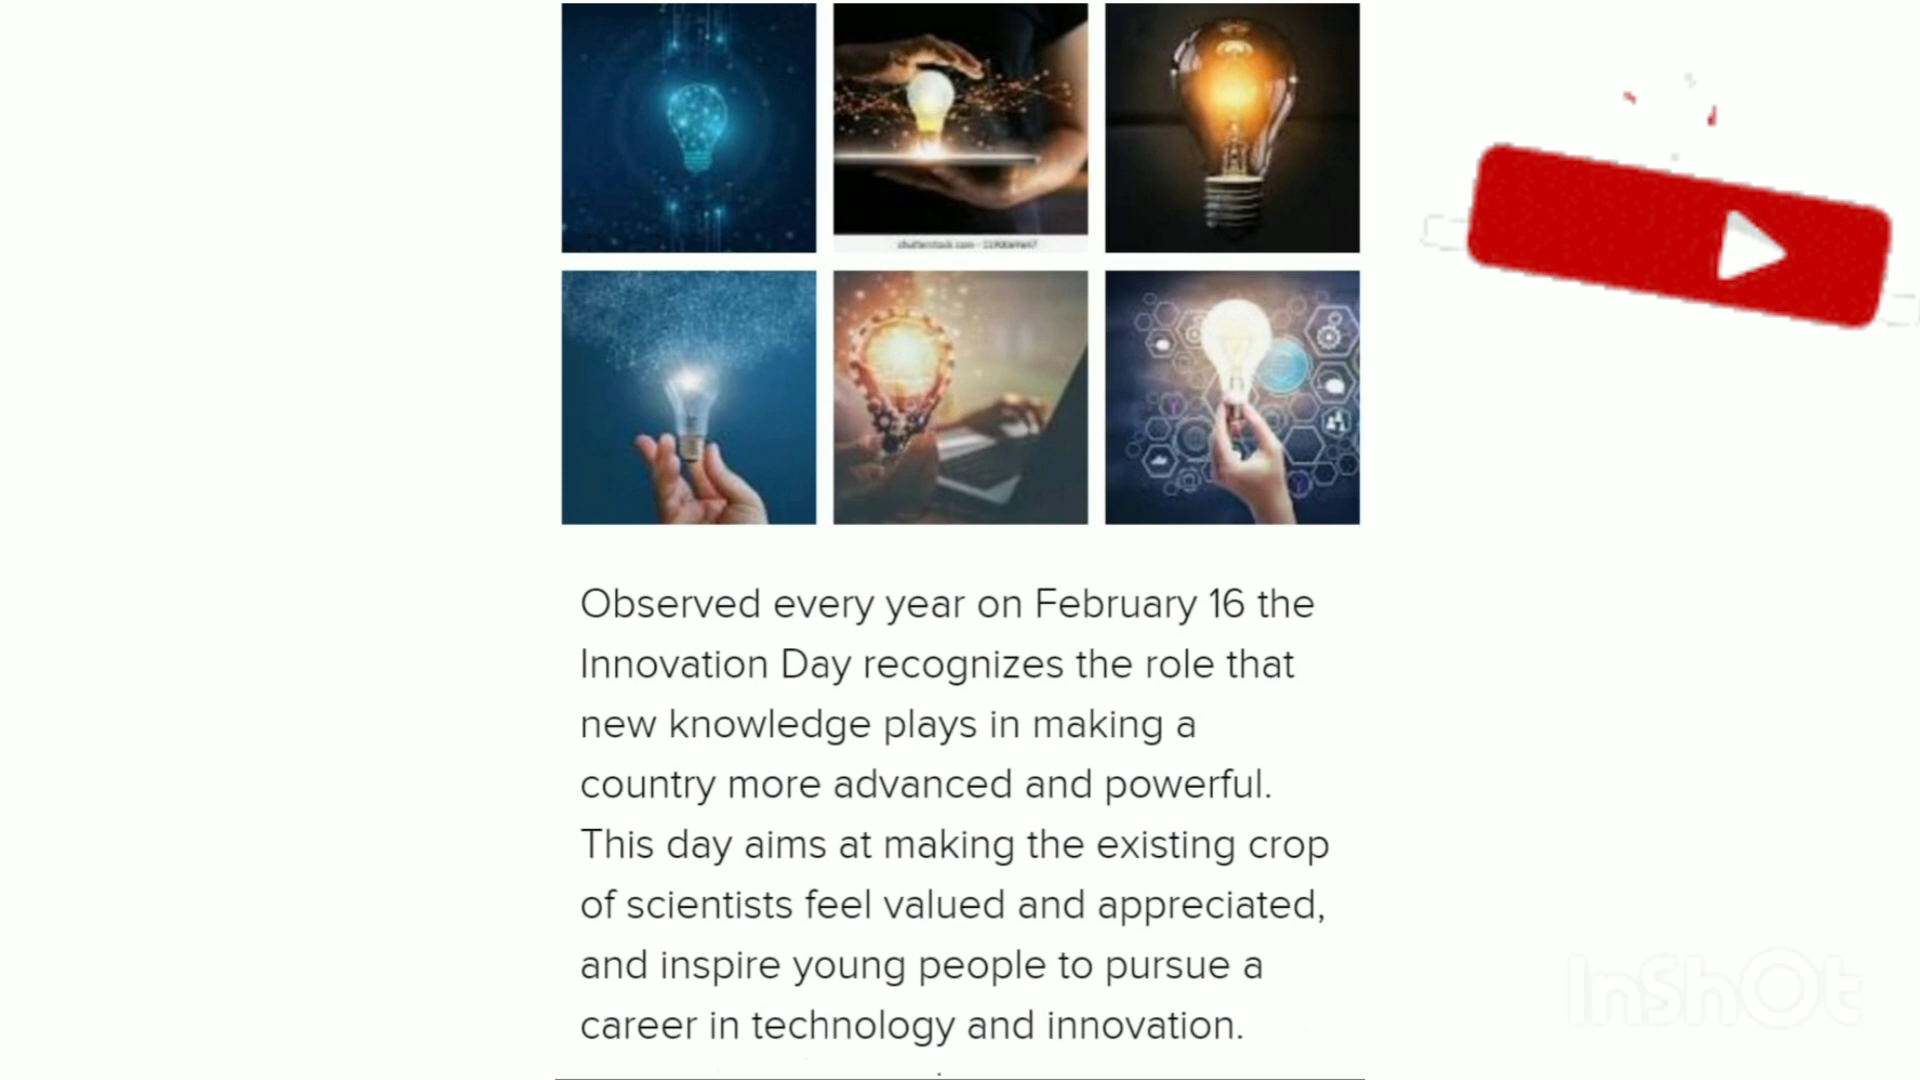 Observed every year on February 16 the
Innovation Day recognizes the role that
new knowledge plays in making a
country more advanced and powerful.
This day aims at making the existing crop
of scientists feel valued and appreciated,
and inspire young people to pursue a
career in technology and innovation.
InShOt